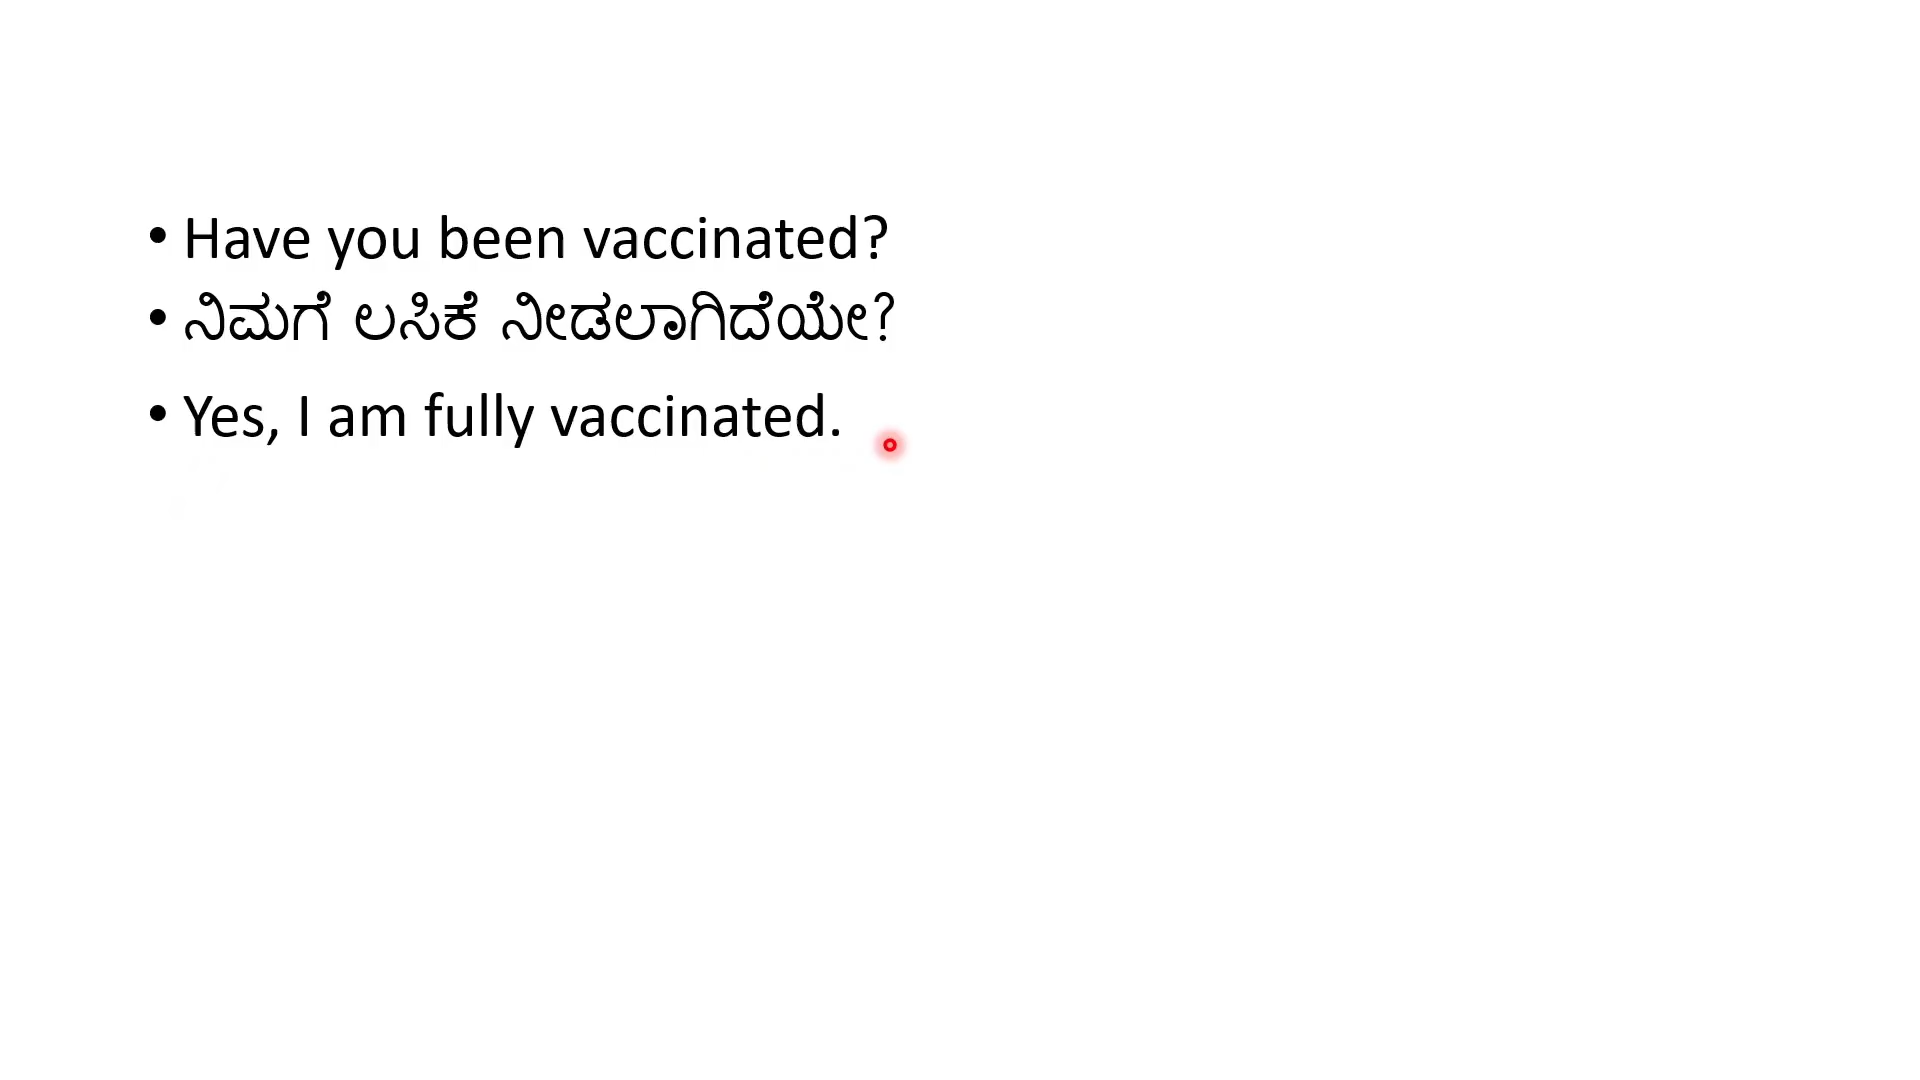 • Have you been vaccinated?
• ನಿಮಗೆ ಲಸಿಕೆ ನೀಡಲಾಗಿದೆಯೇ?
• Yes, I am fully vaccinated.